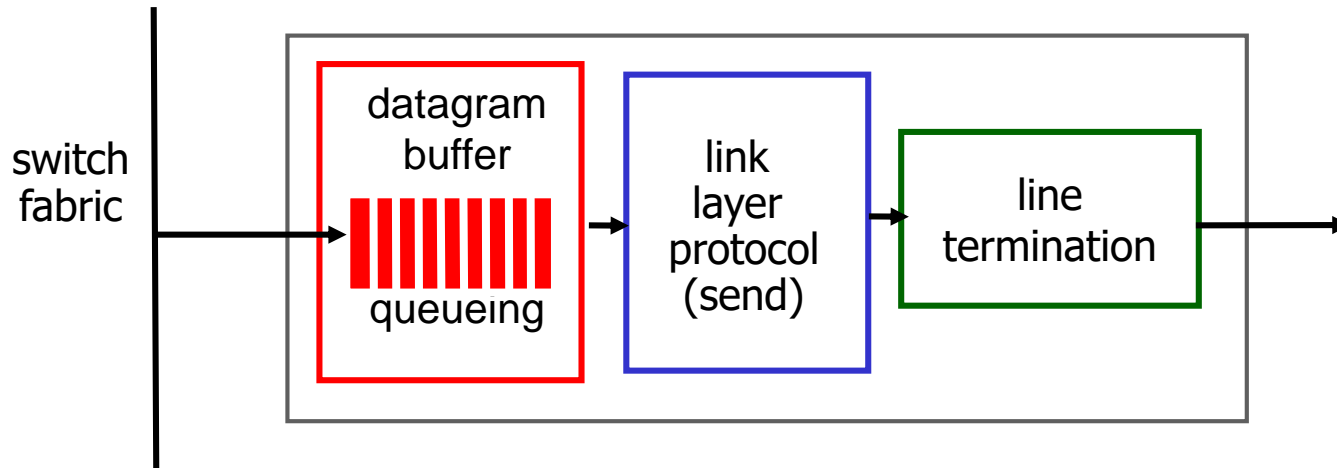 switch
fabric
datagram
buffer
queueing
link
layer
protocol
(send)
line
termination